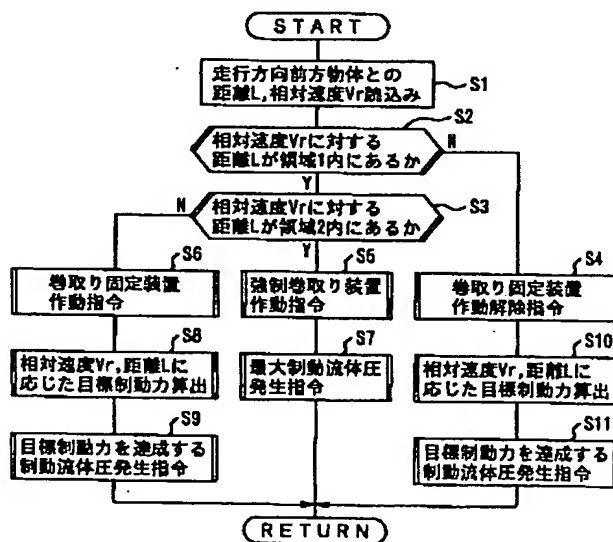 START
走行方向前方物体との
距離L,相対速度Vr読込み
S1
S2
相対速度Vrに対する
距離Lが領域1内にあるか
N
Y
S3
相対速度Vrに対する
距離Lが領域2内にあるか
N
Y
S6
巻取り固定装置
作動指令
S5
強制巻取り装置
作動指令
S4
巻取り固定装置
作動解除指令
S8
相対速度Vr,距離Lに
応じた目標制動力算出
S7
最大制動流体圧
発生指令
S10
相対速度Vr,距離Lに
応じた目標制動力算出
S9
目標制動力を達成する
制動流体圧発生指令
S11
目標制動力を達成する
制動流体圧発生指令
RETURN